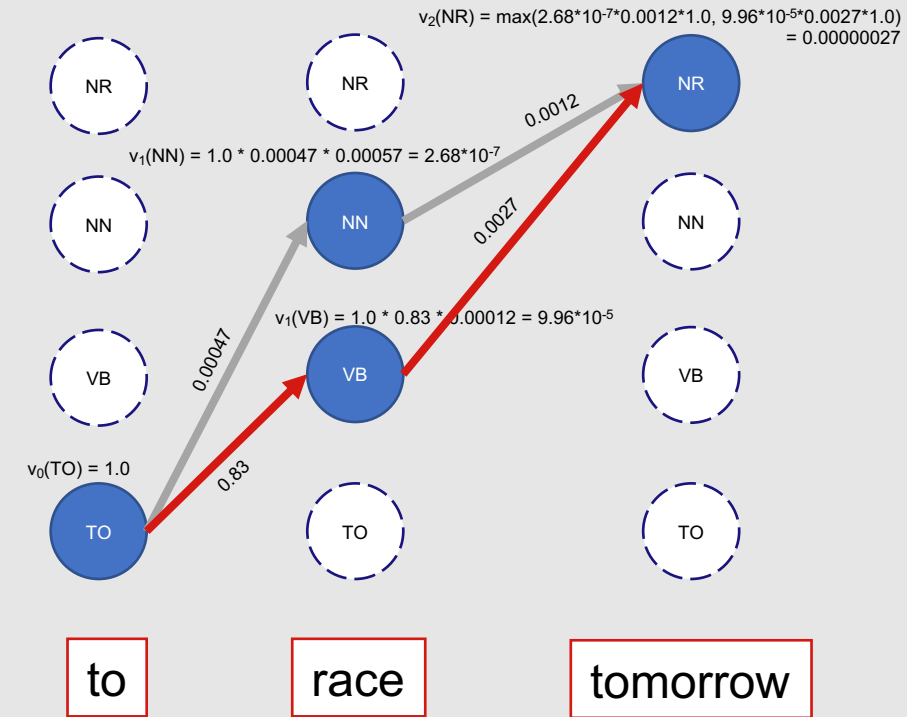 v₂(NR) = max(2.68*10⁻⁷*0.0012*1.0, 9.96*10⁻⁵*0.0027*1.0)
= 0.00000027
NR
NR
NR
0.0012
v₁(NN) = 1.0 * 0.00047 * 0.00057 = 2.68*10⁻⁷
NN
NN
NN
0.0027
0.00047
v₁(VB) = 1.0 * 0.83 * 0.00012 = 9.96*10⁻⁵
VB
VB
VB
v₀(TO) = 1.0
0.83
TO
TO
TO
to
race
tomorrow